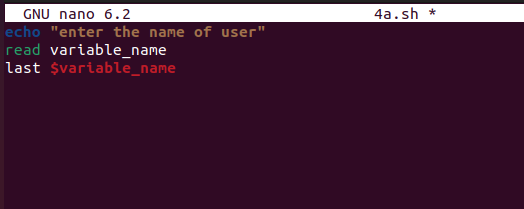 GNU nano 6.2 4a.sh *
echo "enter the name of user"
read variable_name
last $variable_name